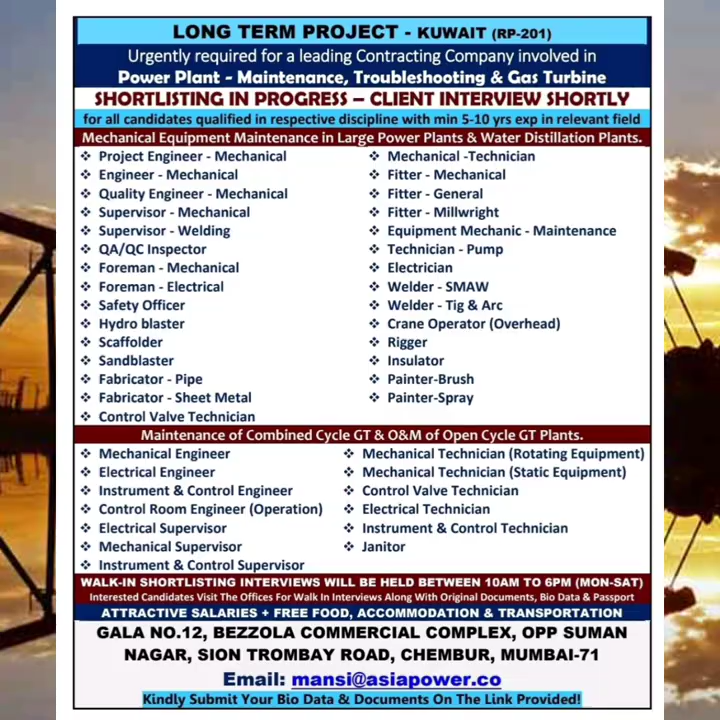 LONG TERM PROJECT - KUWAIT (RP-201)
Urgently required for a leading Contracting Company involved in
Power Plant - Maintenance, Troubleshooting & Gas Turbine
SHORTLISTING IN PROGRESS – CLIENT INTERVIEW SHORTLY
for all candidates qualified in respective discipline with min 5-10 yrs exp in relevant field
Mechanical Equipment Maintenance in Large Power Plants & Water Distillation Plants.
❖ Project Engineer - Mechanical
❖ Engineer - Mechanical
❖ Quality Engineer - Mechanical
❖ Supervisor - Mechanical
❖ Supervisor - Welding
❖ QA/QC Inspector
❖ Foreman - Mechanical
❖ Foreman - Electrical
❖ Safety Officer
❖ Hydro blaster
❖ Scaffolder
❖ Sandblaster
❖ Fabricator - Pipe
❖ Fabricator - Sheet Metal
❖ Control Valve Technician
❖ Mechanical -Technician
❖ Fitter - Mechanical
❖ Fitter - General
❖ Fitter - Millwright
❖ Equipment Mechanic - Maintenance
❖ Technician - Pump
❖ Electrician
❖ Welder - SMAW
❖ Welder - Tig & Arc
❖ Crane Operator (Overhead)
❖ Rigger
❖ Insulator
❖ Painter-Brush
❖ Painter-Spray
Maintenance of Combined Cycle GT & O&M of Open Cycle GT Plants.
❖ Mechanical Engineer
❖ Electrical Engineer
❖ Instrument & Control Engineer
❖ Control Room Engineer (Operation)
❖ Electrical Supervisor
❖ Mechanical Supervisor
❖ Instrument & Control Supervisor
❖ Mechanical Technician (Rotating Equipment)
❖ Mechanical Technician (Static Equipment)
❖ Control Valve Technician
❖ Electrical Technician
❖ Instrument & Control Technician
❖ Janitor
WALK-IN SHORTLISTING INTERVIEWS WILL BE HELD BETWEEN 10AM TO 6PM (MON-SAT)
Interested Candidates Visit The Offices For Walk In Interviews Along With Original Documents, Bio Data & Passport
ATTRACTIVE SALARIES + FREE FOOD, ACCOMMODATION & TRANSPORTATION
GALA NO.12, BEZZOLA COMMERCIAL COMPLEX, OPP SUMAN
NAGAR, SION TROMBAY ROAD, CHEMBUR, MUMBAI-71
Email: mansi@asiapower.co
Kindly Submit Your Bio Data & Documents On The Link Provided!